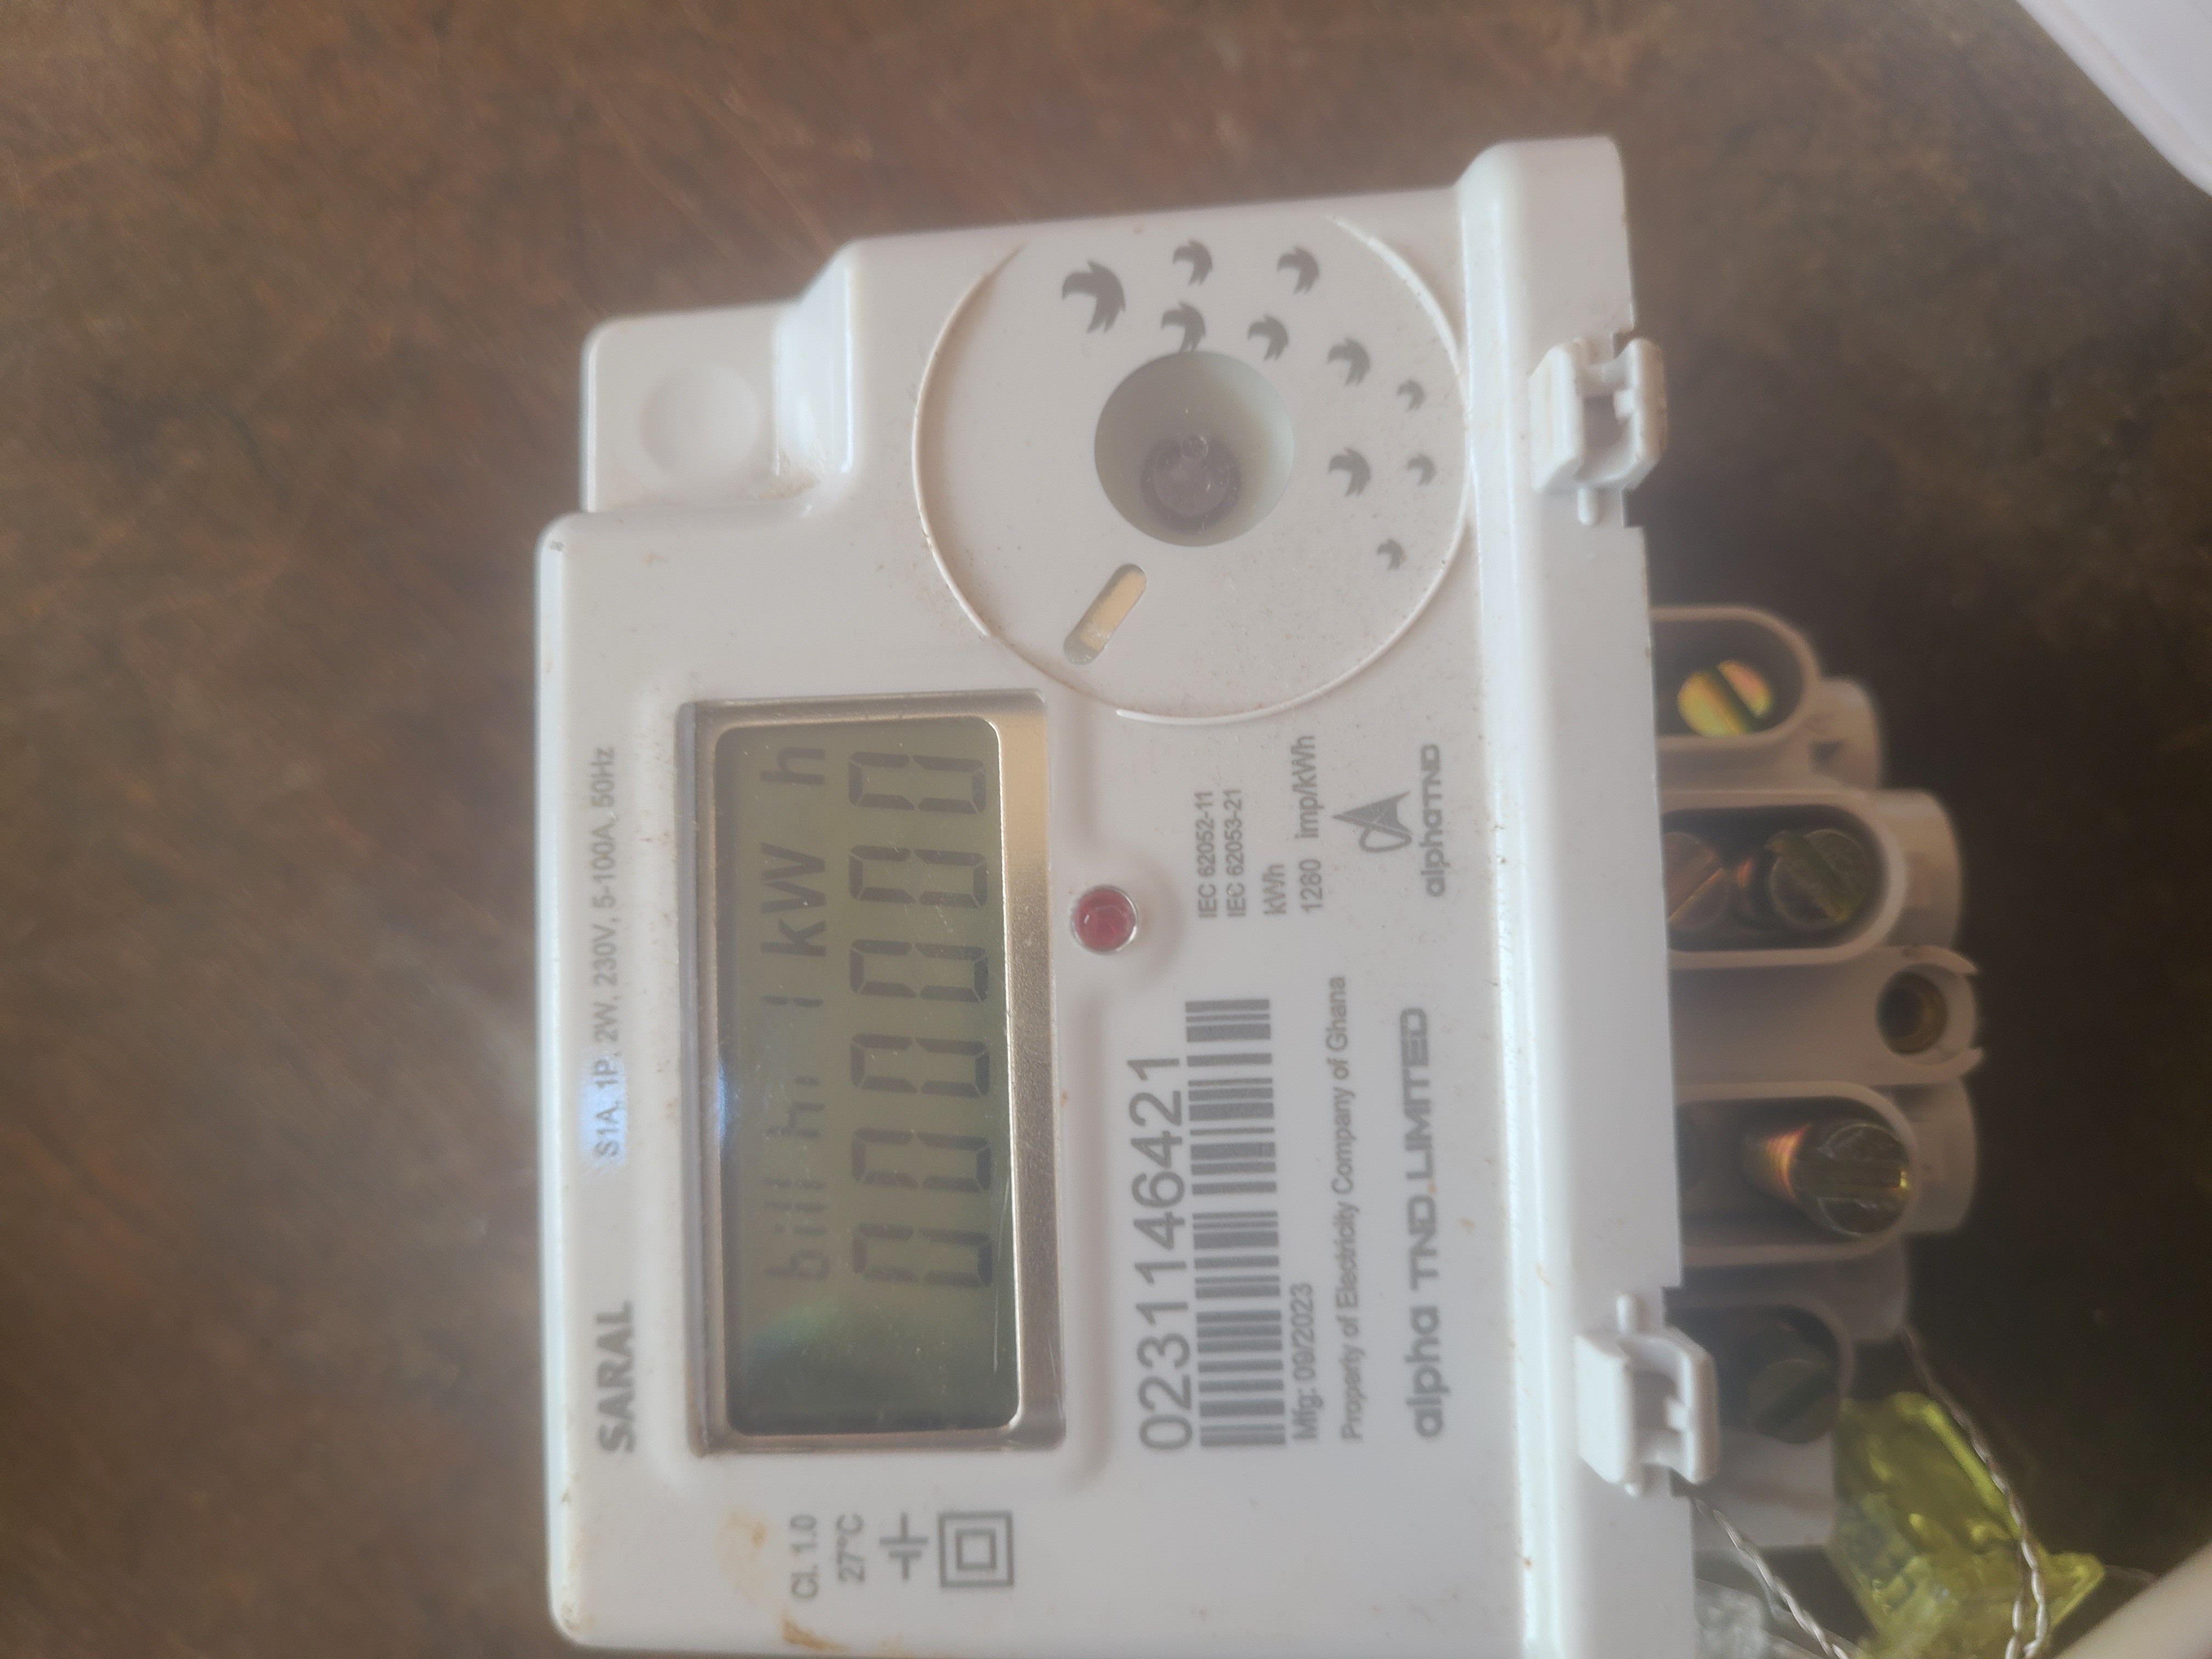 SARAL
S1A, 1P, 2W, 230V, 5-100A, 50Hz
bill hi 1 kW h
000000
Cl. 1.0
27°C
0231146421
Mfg: 09/2023
Property of Electricity Company of Ghana
alpha TND.LIMITED
IEC 62052-11
IEC 62053-21
kWh
1280 imp/kWh
alphaTND